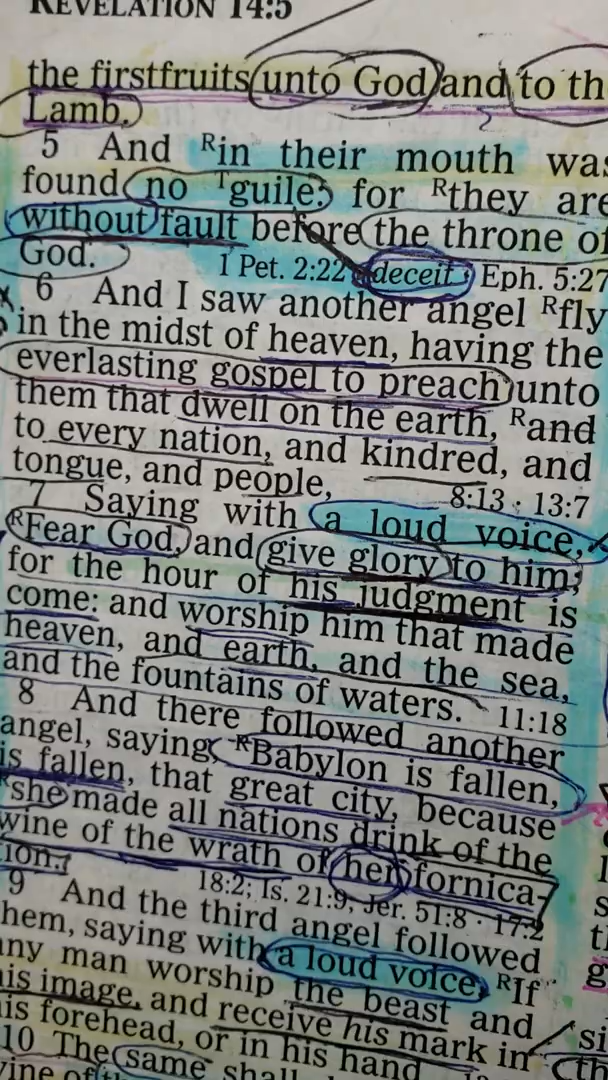 REVELATION 14:5
the firstfruits unto God and to th
Lamb.
5 And ᴿin their mouth was
found no ᵀguile: for ᴿthey are
without fault before the throne of
God. 1 Pet. 2:22 · deceit · Eph. 5:27
6 And I saw another angel ᴿfly
in the midst of heaven, having the
everlasting gospel to preach unto
them that dwell on the earth, ᴿand
to every nation, and kindred, and
tongue, and people, 8:13 · 13:7
7 Saying with a loud voice,
ᴿFear God, and give glory to him;
for the hour of his judgment is
come: and worship him that made
heaven, and earth, and the sea,
and the fountains of waters. 11:18
8 And there followed another
angel, saying, ᴿBabylon is fallen,
is fallen, that great city, because
ᴿshe made all nations drink of the
wine of the wrath of her fornica-
tion. 18:2; Is. 21:9; Jer. 51:8 · 17:2
9 And the third angel followed
hem, saying with a loud voice, ᴿIf
any man worship the beast and
his image, and receive his mark in
his forehead, or in his hand,
10 The same shall